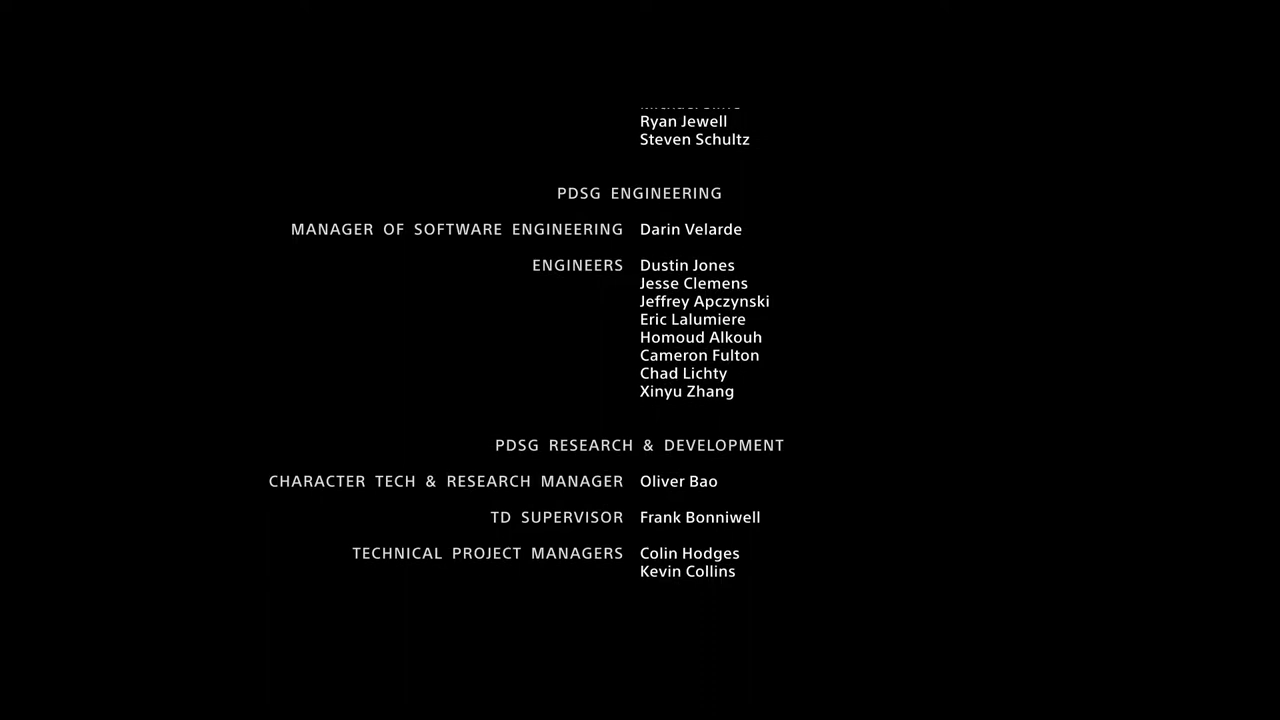 Ryan Jewell
Steven Schultz
PDSG ENGINEERING
MANAGER OF SOFTWARE ENGINEERING Darin Velarde
ENGINEERS Dustin Jones
Jesse Clemens
Jeffrey Apczynski
Eric Lalumiere
Homoud Alkouh
Cameron Fulton
Chad Lichty
Xinyu Zhang
PDSG RESEARCH & DEVELOPMENT
CHARACTER TECH & RESEARCH MANAGER Oliver Bao
TD SUPERVISOR Frank Bonniwell
TECHNICAL PROJECT MANAGERS Colin Hodges
Kevin Collins